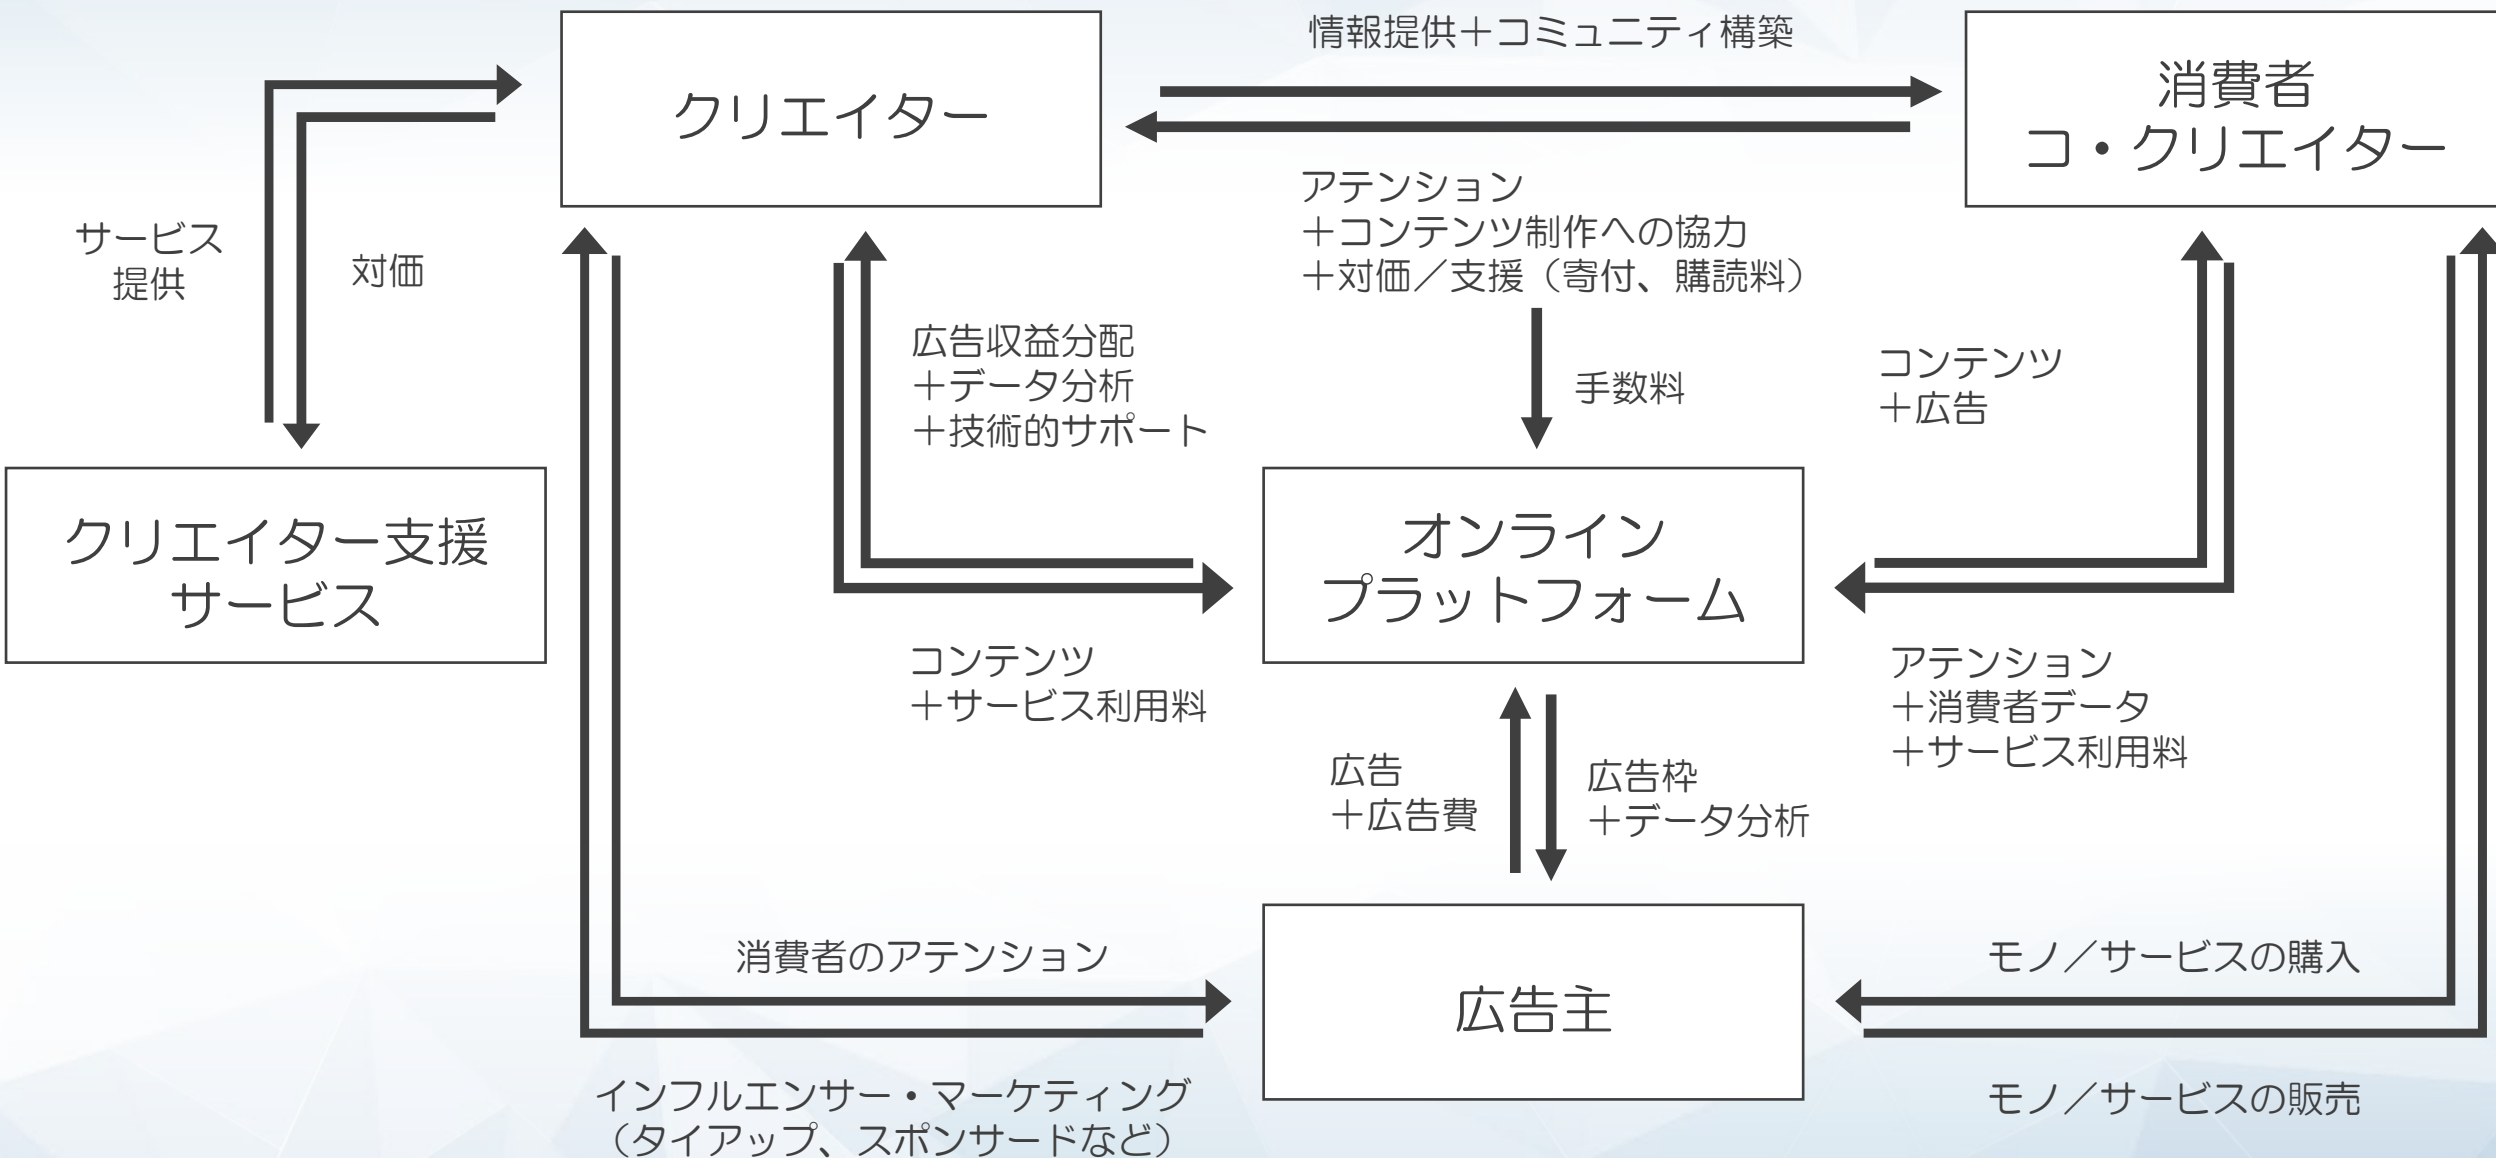 クリエイター
情報提供＋コミュニティ構築
消費者
コ・クリエイター
アテンション
＋コンテンツ制作への協力
＋対価／支援（寄付、購読料）
サービス
提供
対価
広告収益分配
＋データ分析
＋技術的サポート
手数料
コンテンツ
＋広告
クリエイター支援
サービス
オンライン
プラットフォーム
コンテンツ
＋サービス利用料
アテンション
＋消費者データ
＋サービス利用料
広告
＋広告費
広告枠
＋データ分析
消費者のアテンション
広告主
モノ／サービスの購入
インフルエンサー・マーケティング
（タイアップ、スポンサードなど）
モノ／サービスの販売